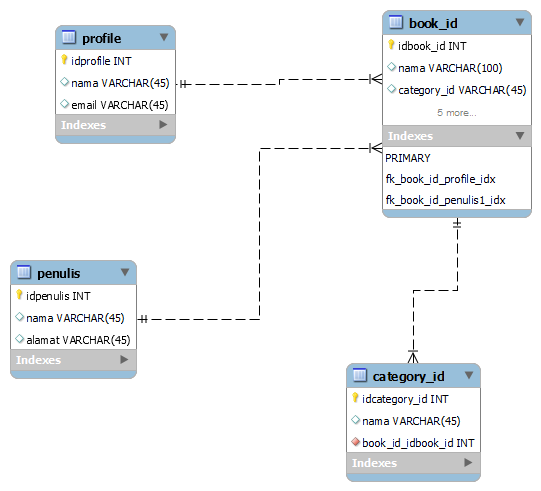 profile
idprofile INT
nama VARCHAR(45)
email VARCHAR(45)
Indexes
book_id
idbook_id INT
nama VARCHAR(100)
category_id VARCHAR(45)
5 more...
Indexes
PRIMARY
fk_book_id_profile_idx
fk_book_id_penulis1_idx
penulis
idpenulis INT
nama VARCHAR(45)
alamat VARCHAR(45)
Indexes
category_id
idcategory_id INT
nama VARCHAR(45)
book_id_idbook_id INT
Indexes